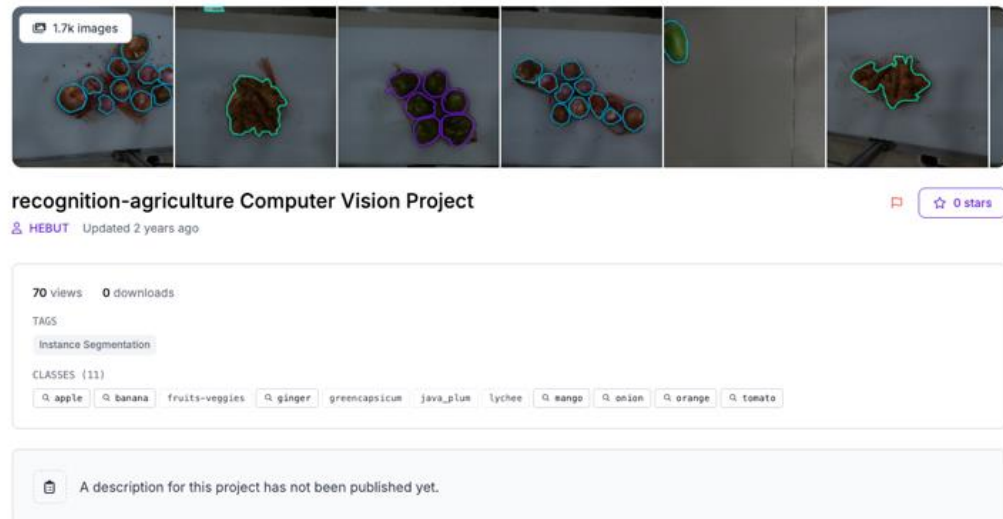 1.7k images
recognition-agriculture Computer Vision Project
0 stars
HEBUT Updated 2 years ago
70 views 0 downloads
TAGS
Instance Segmentation
CLASSES (11)
apple banana fruits-veggies ginger greencapsicum java_plum lychee mango onion orange tomato
A description for this project has not been published yet.